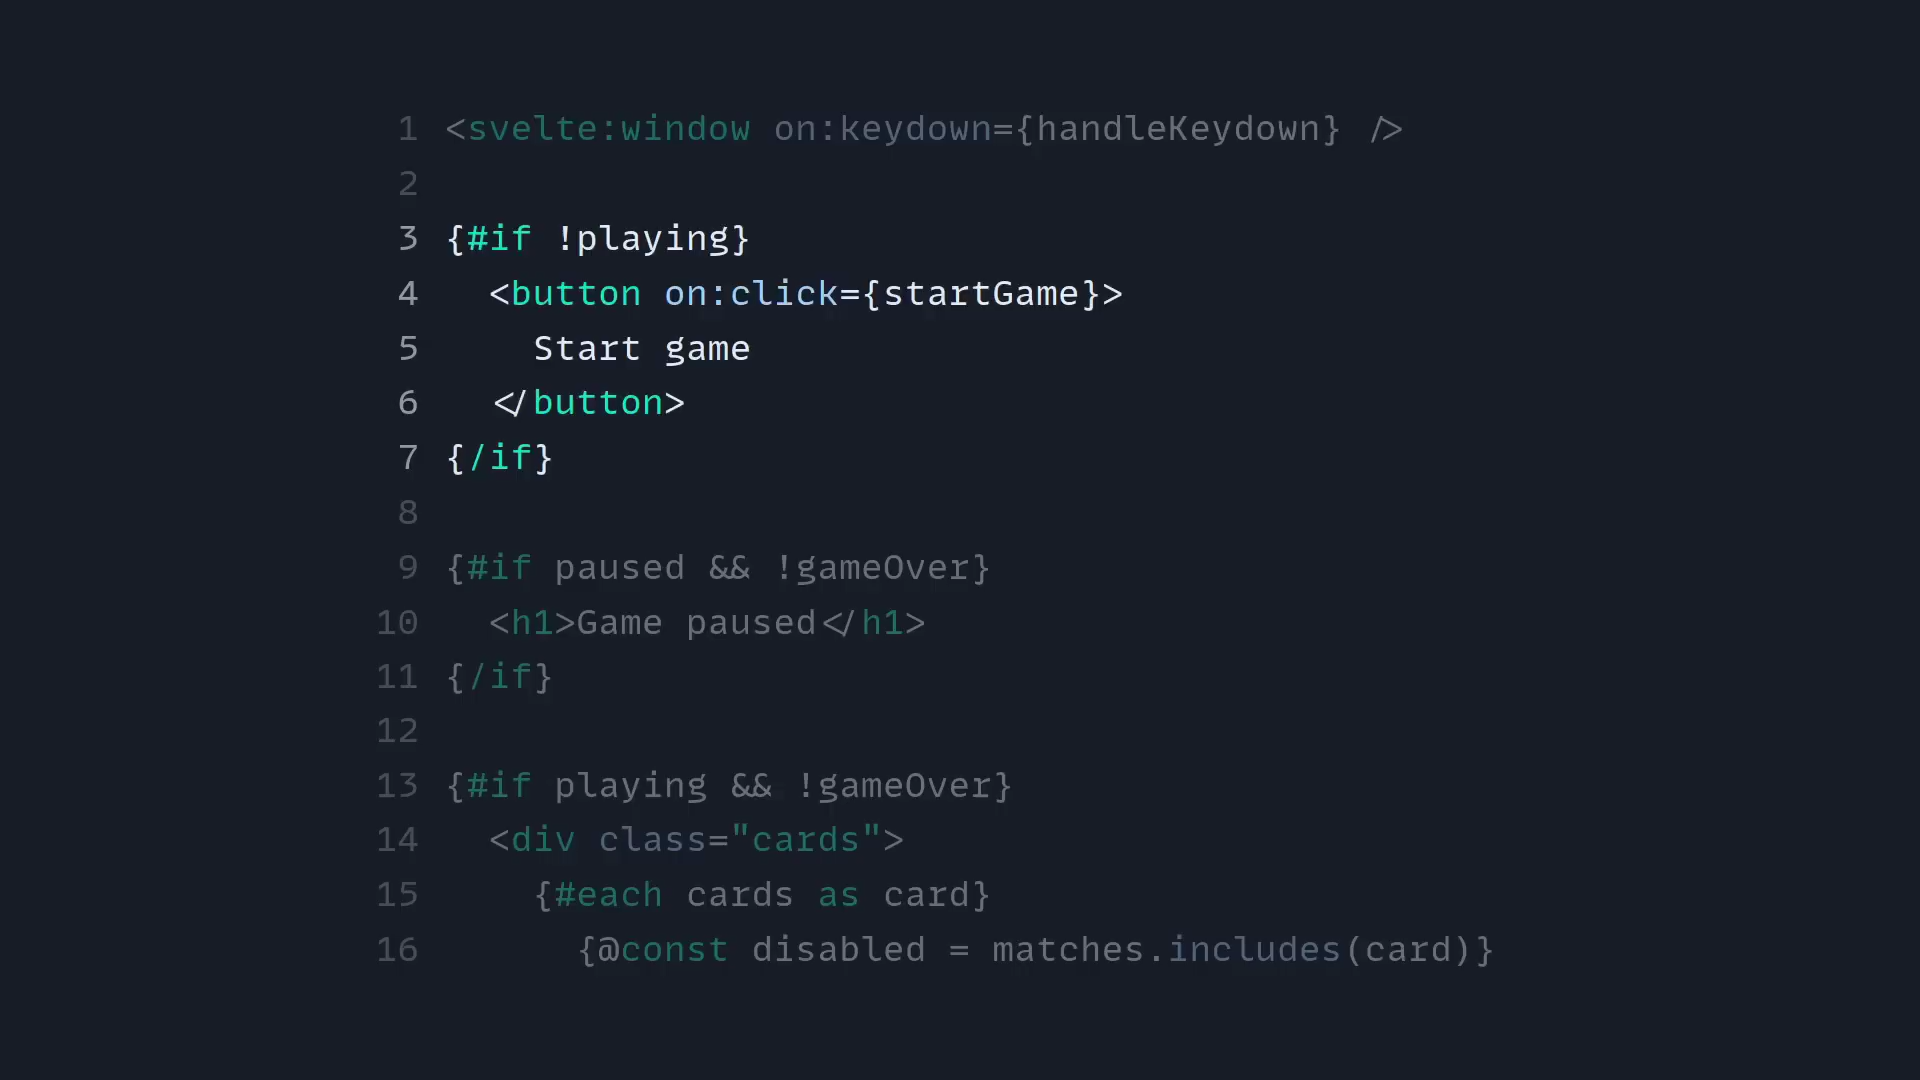 1 <svelte:window on:keydown={handleKeydown} />
2
3 {#if !playing}
4   <button on:click={startGame}>
5     Start game
6   </button>
7 {/if}
8
9 {#if paused && !gameOver}
10   <h1>Game paused</h1>
11 {/if}
12
13 {#if playing && !gameOver}
14   <div class="cards">
15     {#each cards as card}
16       {@const disabled = matches.includes(card)}